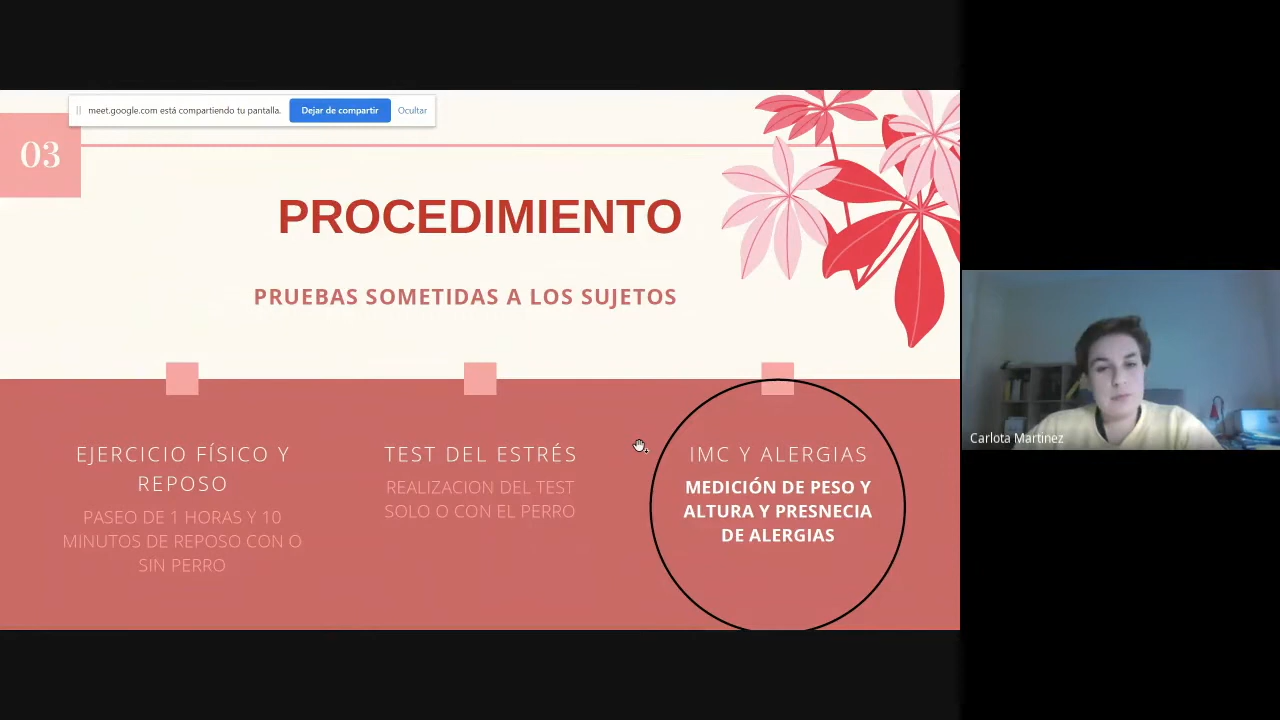 meet.google.com está compartiendo tu pantalla.
Dejar de compartir
Ocultar
03
PROCEDIMIENTO
PRUEBAS SOMETIDAS A LOS SUJETOS
EJERCICIO FÍSICO Y
REPOSO
PASEO DE 1 HORAS Y 10
MINUTOS DE REPOSO CON O
SIN PERRO
TEST DEL ESTRÉS
REALIZACION DEL TEST
SOLO O CON EL PERRO
IMC Y ALERGIAS
MEDICIÓN DE PESO Y
ALTURA Y PRESNECIA
DE ALERGIAS
Carlota Martinez